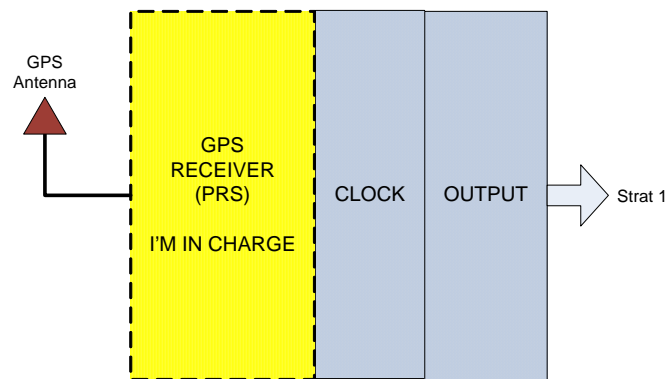 GPS
Antenna
GPS
RECEIVER
(PRS)
I'M IN CHARGE
CLOCK
OUTPUT
Strat 1